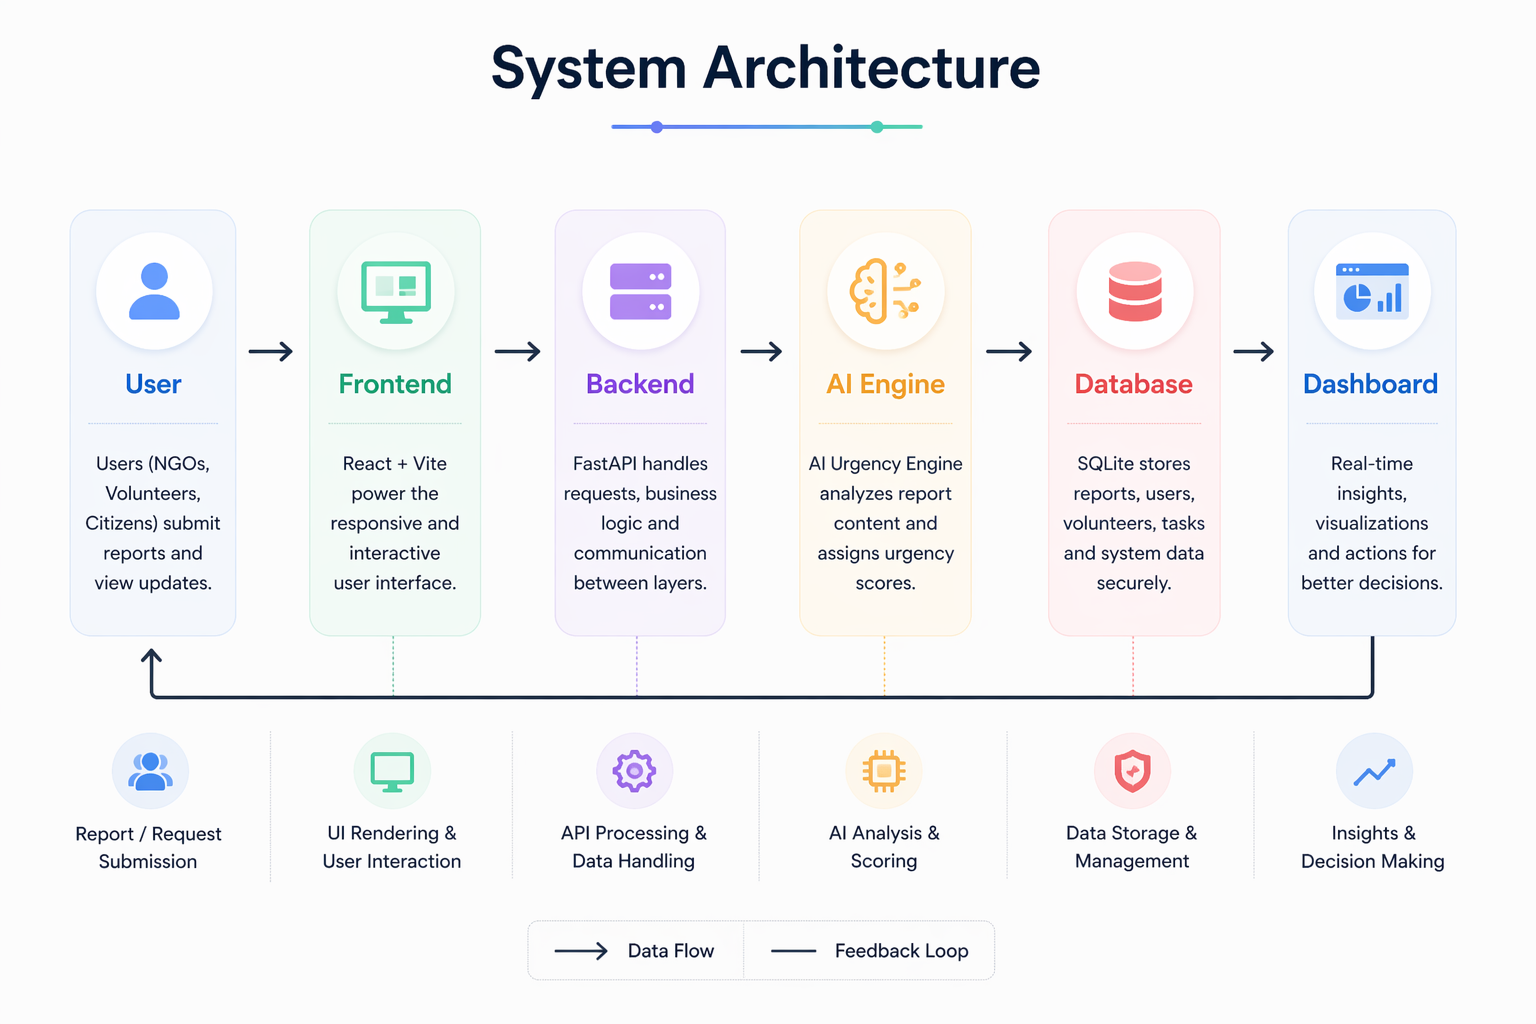 System Architecture
User
Users (NGOs,
Volunteers,
Citizens) submit
reports and
view updates.
Frontend
React + Vite
power the
responsive and
interactive
user interface.
Backend
FastAPI handles
requests, business
logic and
communication
between layers.
AI Engine
AI Urgency Engine
analyzes report
content and
assigns urgency
scores.
Database
SQLite stores
reports, users,
volunteers, tasks
and system data
securely.
Dashboard
Real-time
insights,
visualizations
and actions for
better decisions.
Report / Request
Submission
UI Rendering &
User Interaction
API Processing &
Data Handling
AI Analysis &
Scoring
Data Storage &
Management
Insights &
Decision Making
Data Flow
Feedback Loop